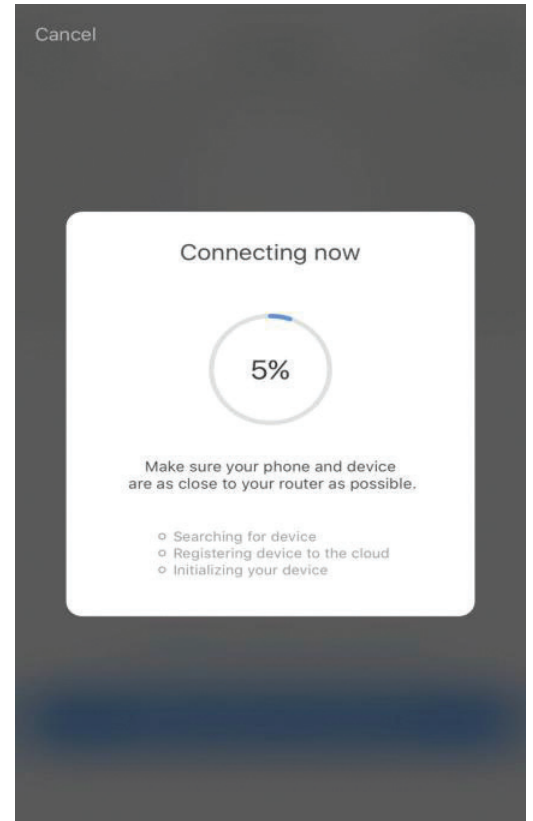 Cancel
Connecting now
5%
Make sure your phone and device
are as close to your router as possible.
Searching for device
Registering device to the cloud
Initializing your device